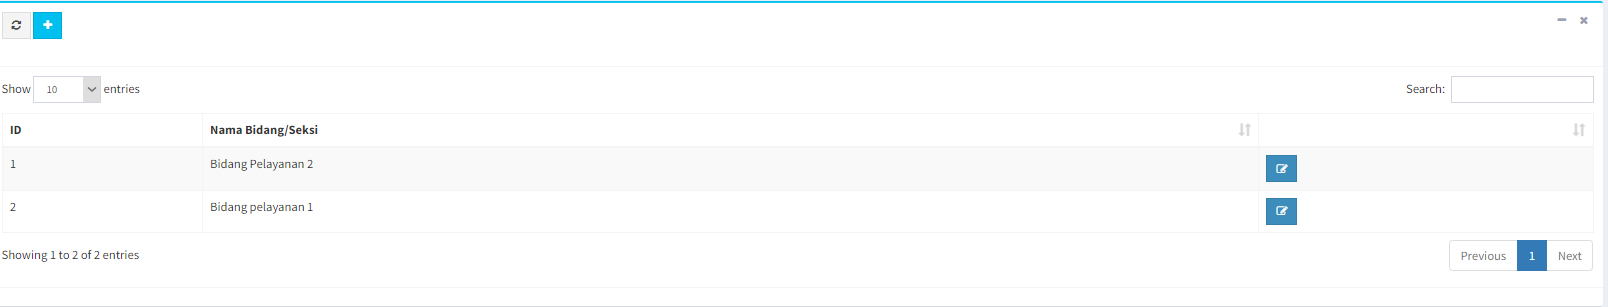 Show 10 entries Search:
ID Nama Bidang/Seksi
1 Bidang Pelayanan 2
2 Bidang pelayanan 1
Showing 1 to 2 of 2 entries Previous 1 Next